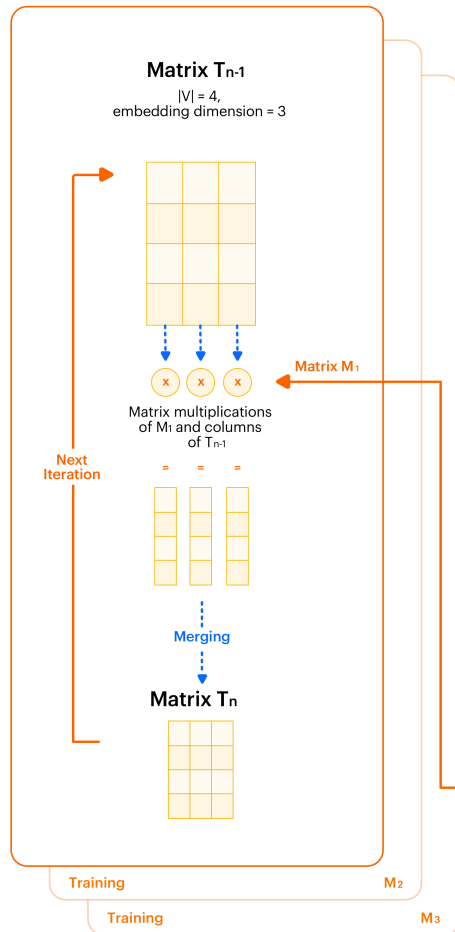 Matrix Tn-1
|V| = 4,
embedding dimension = 3
x x x
Matrix M1
Matrix multiplications
of M1 and columns
of Tn-1
= = =
Next
Iteration
Merging
Matrix Tn
Training M2
Training M3